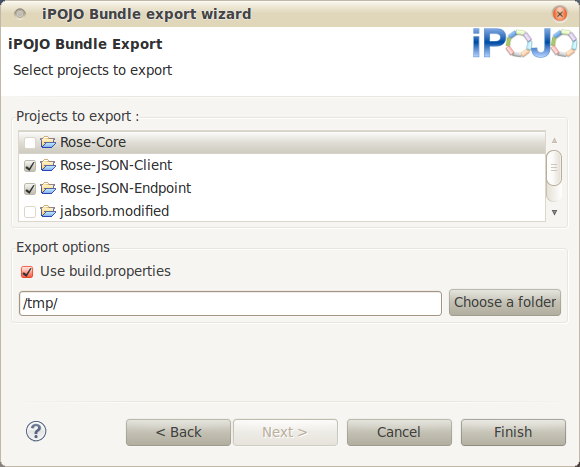 iPOJO Bundle export wizard
iPOJO Bundle Export
iPOJO
Select projects to export
Projects to export :
Rose-Core
Rose-JSON-Client
Rose-JSON-Endpoint
jabsorb.modified
Export options
Use build.properties
/tmp/
Choose a folder
?
< Back
Next >
Cancel
Finish